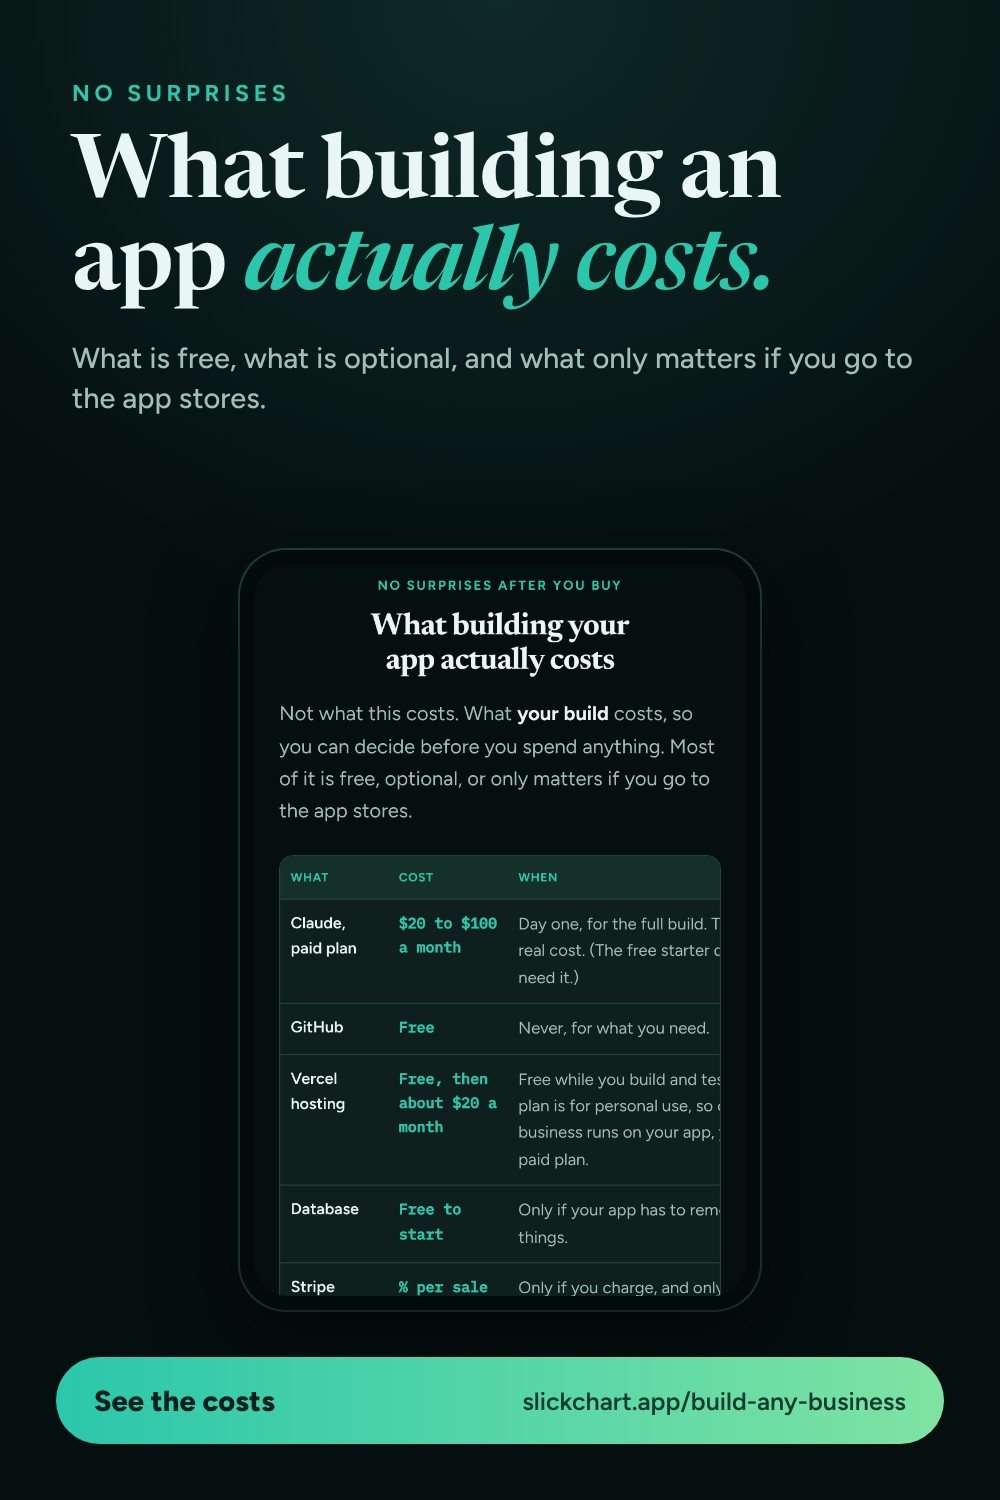 NO SURPRISES
What building an
app actually costs.
What is free, what is optional, and what only matters if you go to
the app stores.
NO SURPRISES AFTER YOU BUY
What building your
app actually costs
Not what this costs. What your build costs, so
you can decide before you spend anything. Most
of it is free, optional, or only matters if you go to
the app stores.
WHAT COST WHEN
Claude,
paid plan
$20 to $100
a month
Day one, for the full build.
real cost. (The free starter
need it.)
GitHub
Free
Never, for what you need.
Vercel
hosting
Free, then
about $20 a
month
Free while you build and
plan is for personal use, so
business runs on your app,
paid plan.
Database
Free to
start
Only if your app has to
things.
Stripe
% per sale
Only if you charge, and only
See the costs
slickchart.app/build-any-business